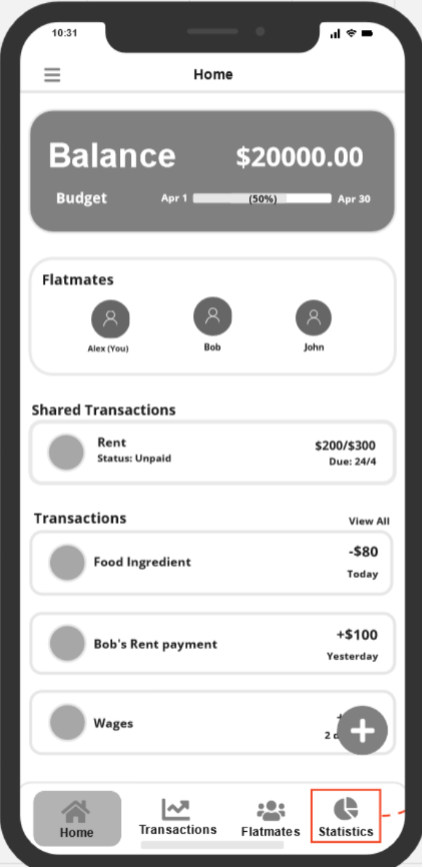 10:31
Home
Balance $20000.00
Budget Apr 1 (50%) Apr 30
Flatmates
Alex (You) Bob John
Shared Transactions
Rent $200/$300
Status: Unpaid Due: 24/4
Transactions View All
Food Ingredient -$80
Today
Bob's Rent payment +$100
Yesterday
Wages
2
Home Transactions Flatmates Statistics